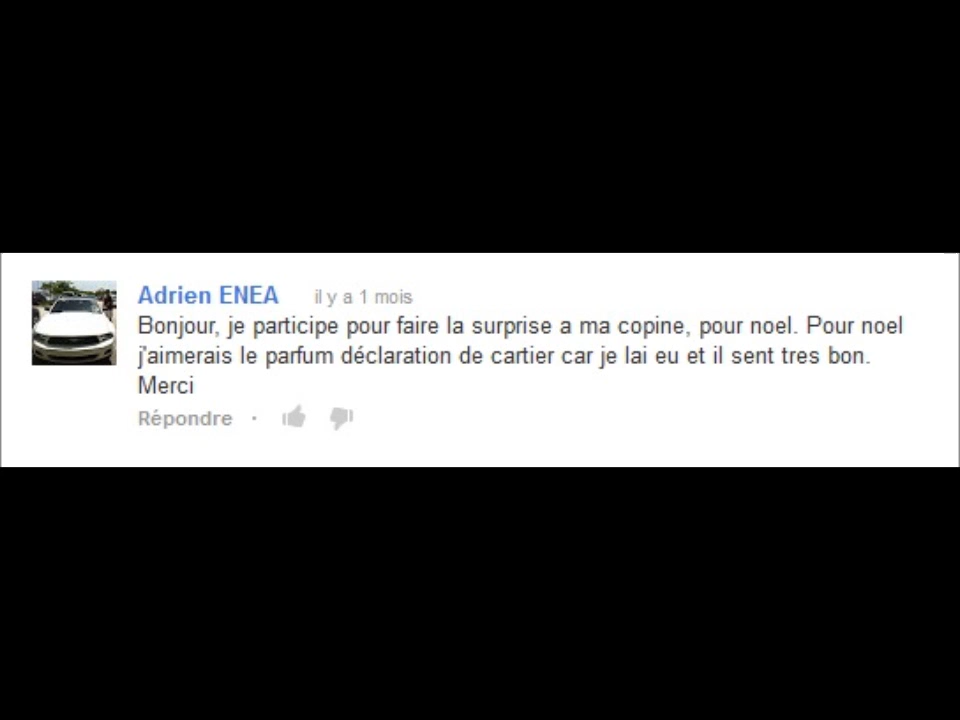 Adrien ENEA il y a 1 mois
Bonjour, je participe pour faire la surprise a ma copine, pour noel. Pour noel
j'aimerais le parfum déclaration de cartier car je lai eu et il sent tres bon.
Merci
Répondre ·